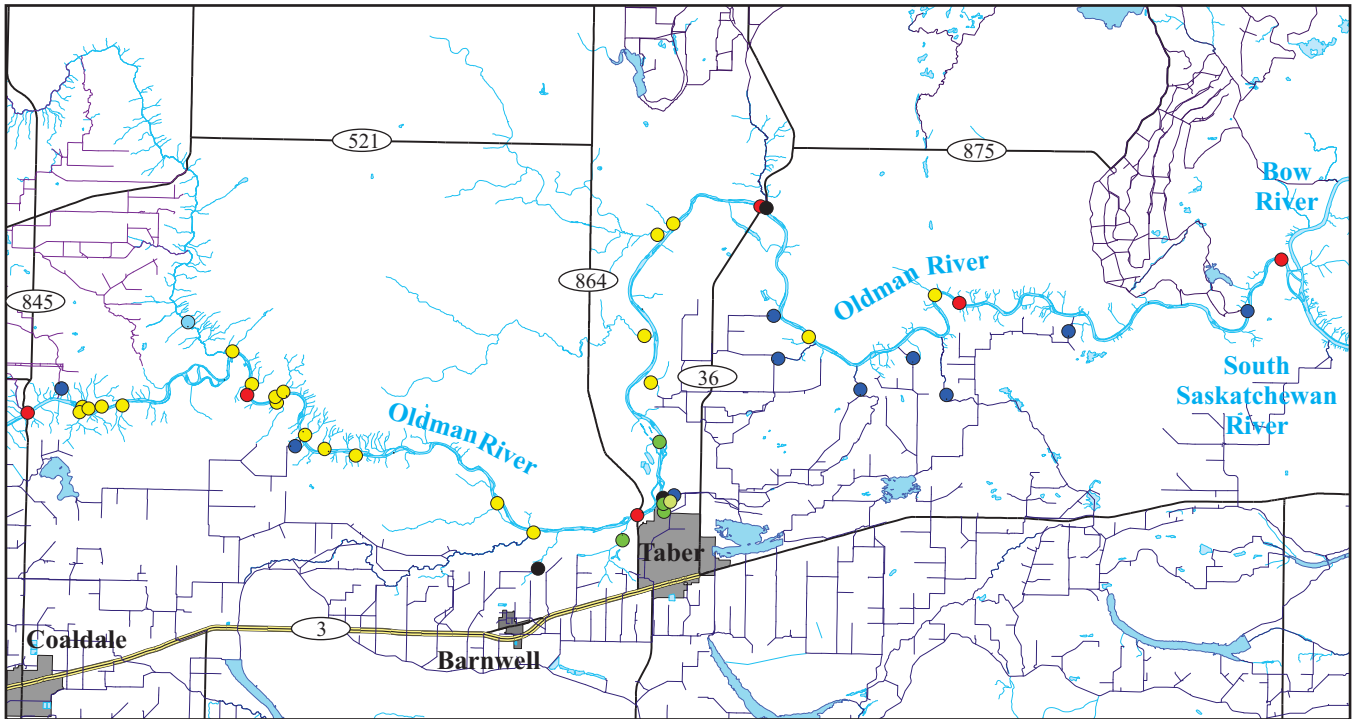 521
875
Bow
River
864
Oldman River
845
36
South
Saskatchewan
River
Oldman River
Taber
3
Coaldale
Barnwell